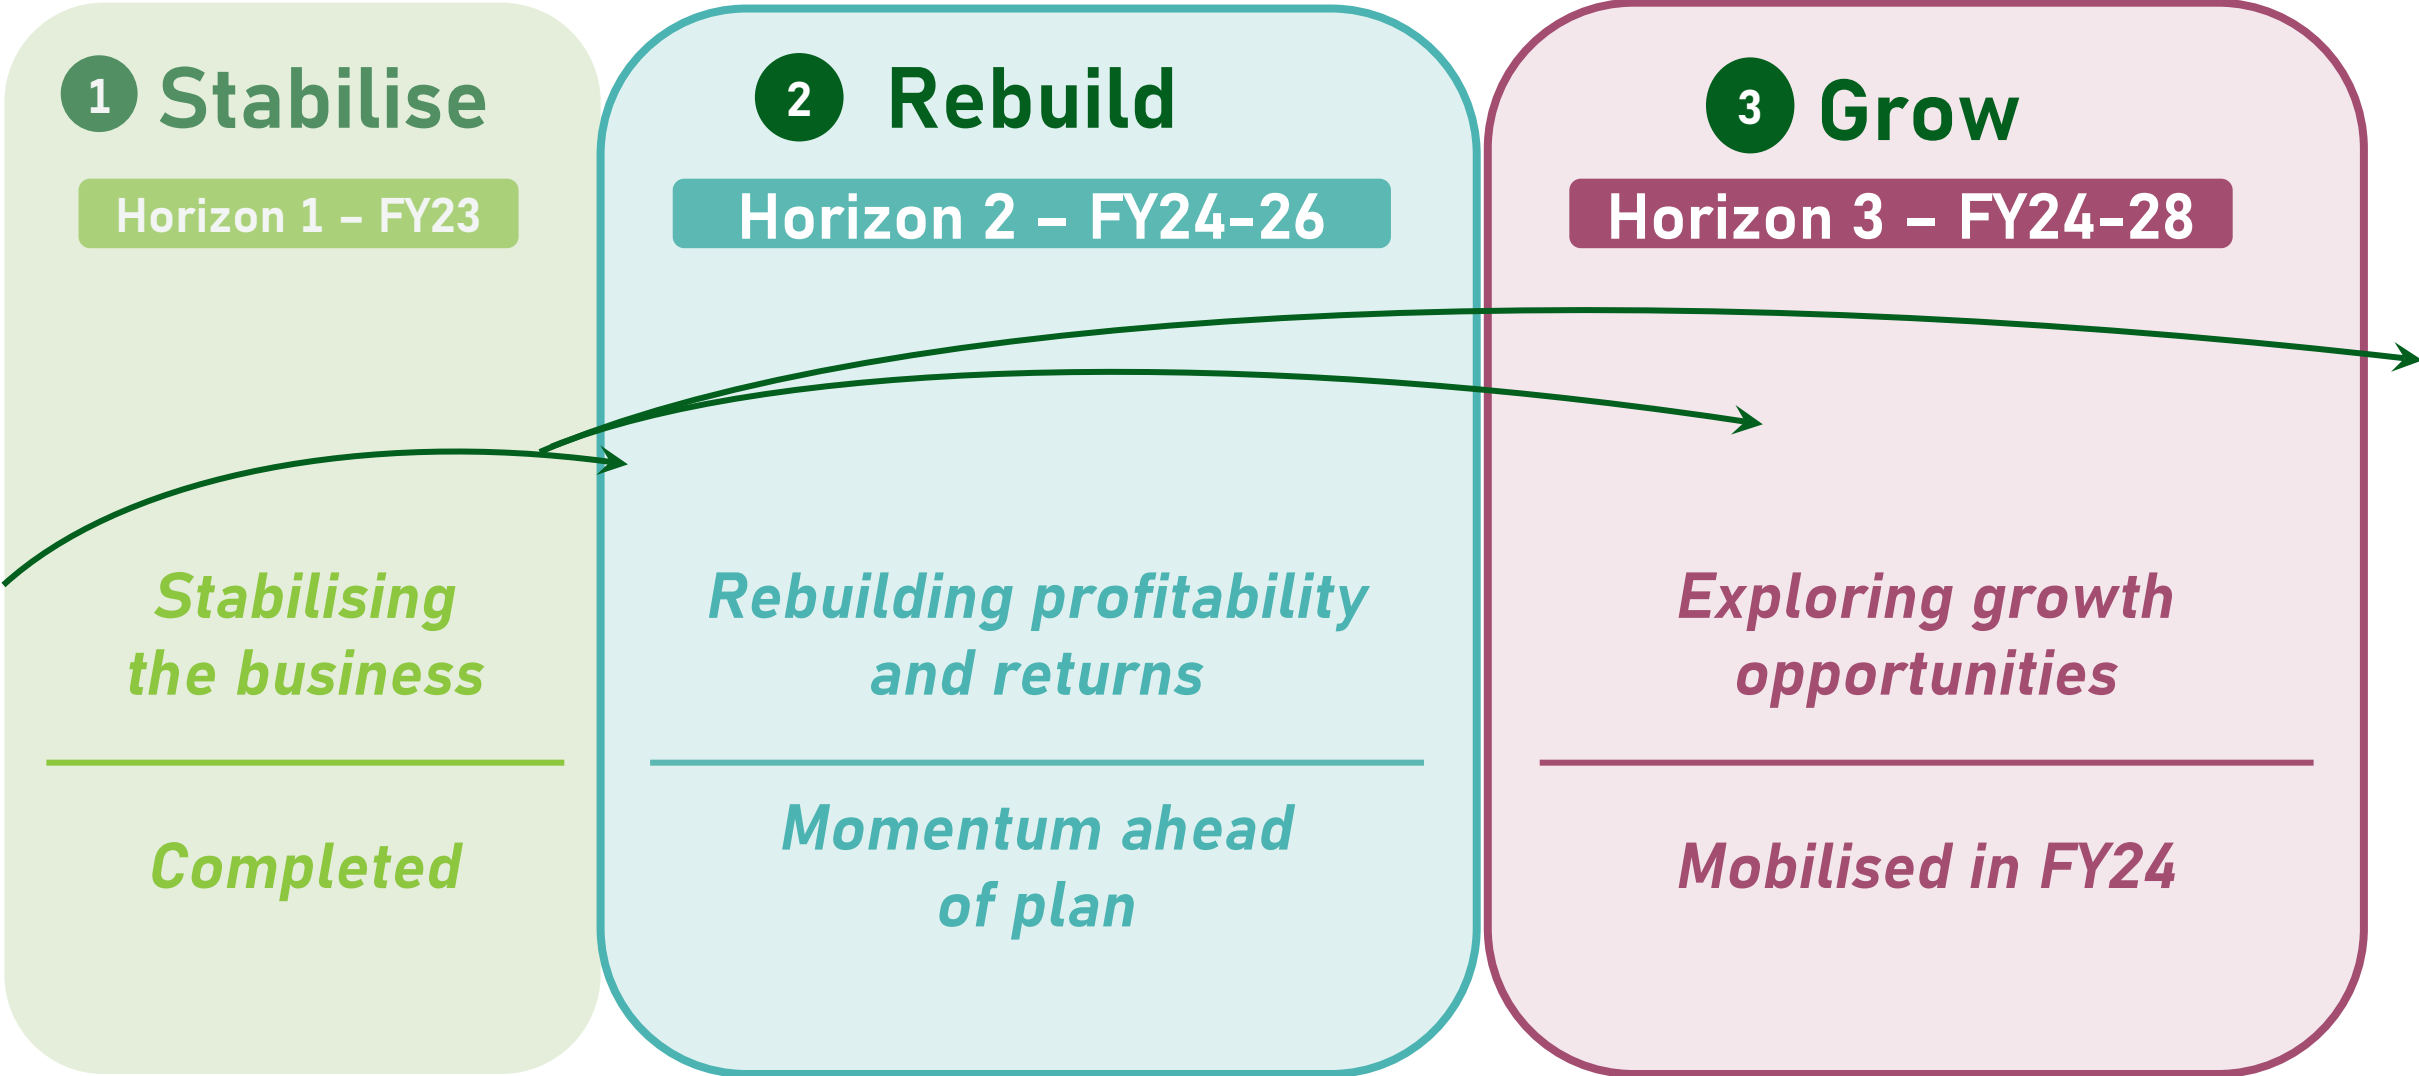 1 Stabilise
Horizon 1 – FY23
Stabilising
the business
Completed
2 Rebuild
Horizon 2 – FY24-26
Rebuilding profitability
and returns
Momentum ahead
of plan
3 Grow
Horizon 3 – FY24-28
Exploring growth
opportunities
Mobilised in FY24